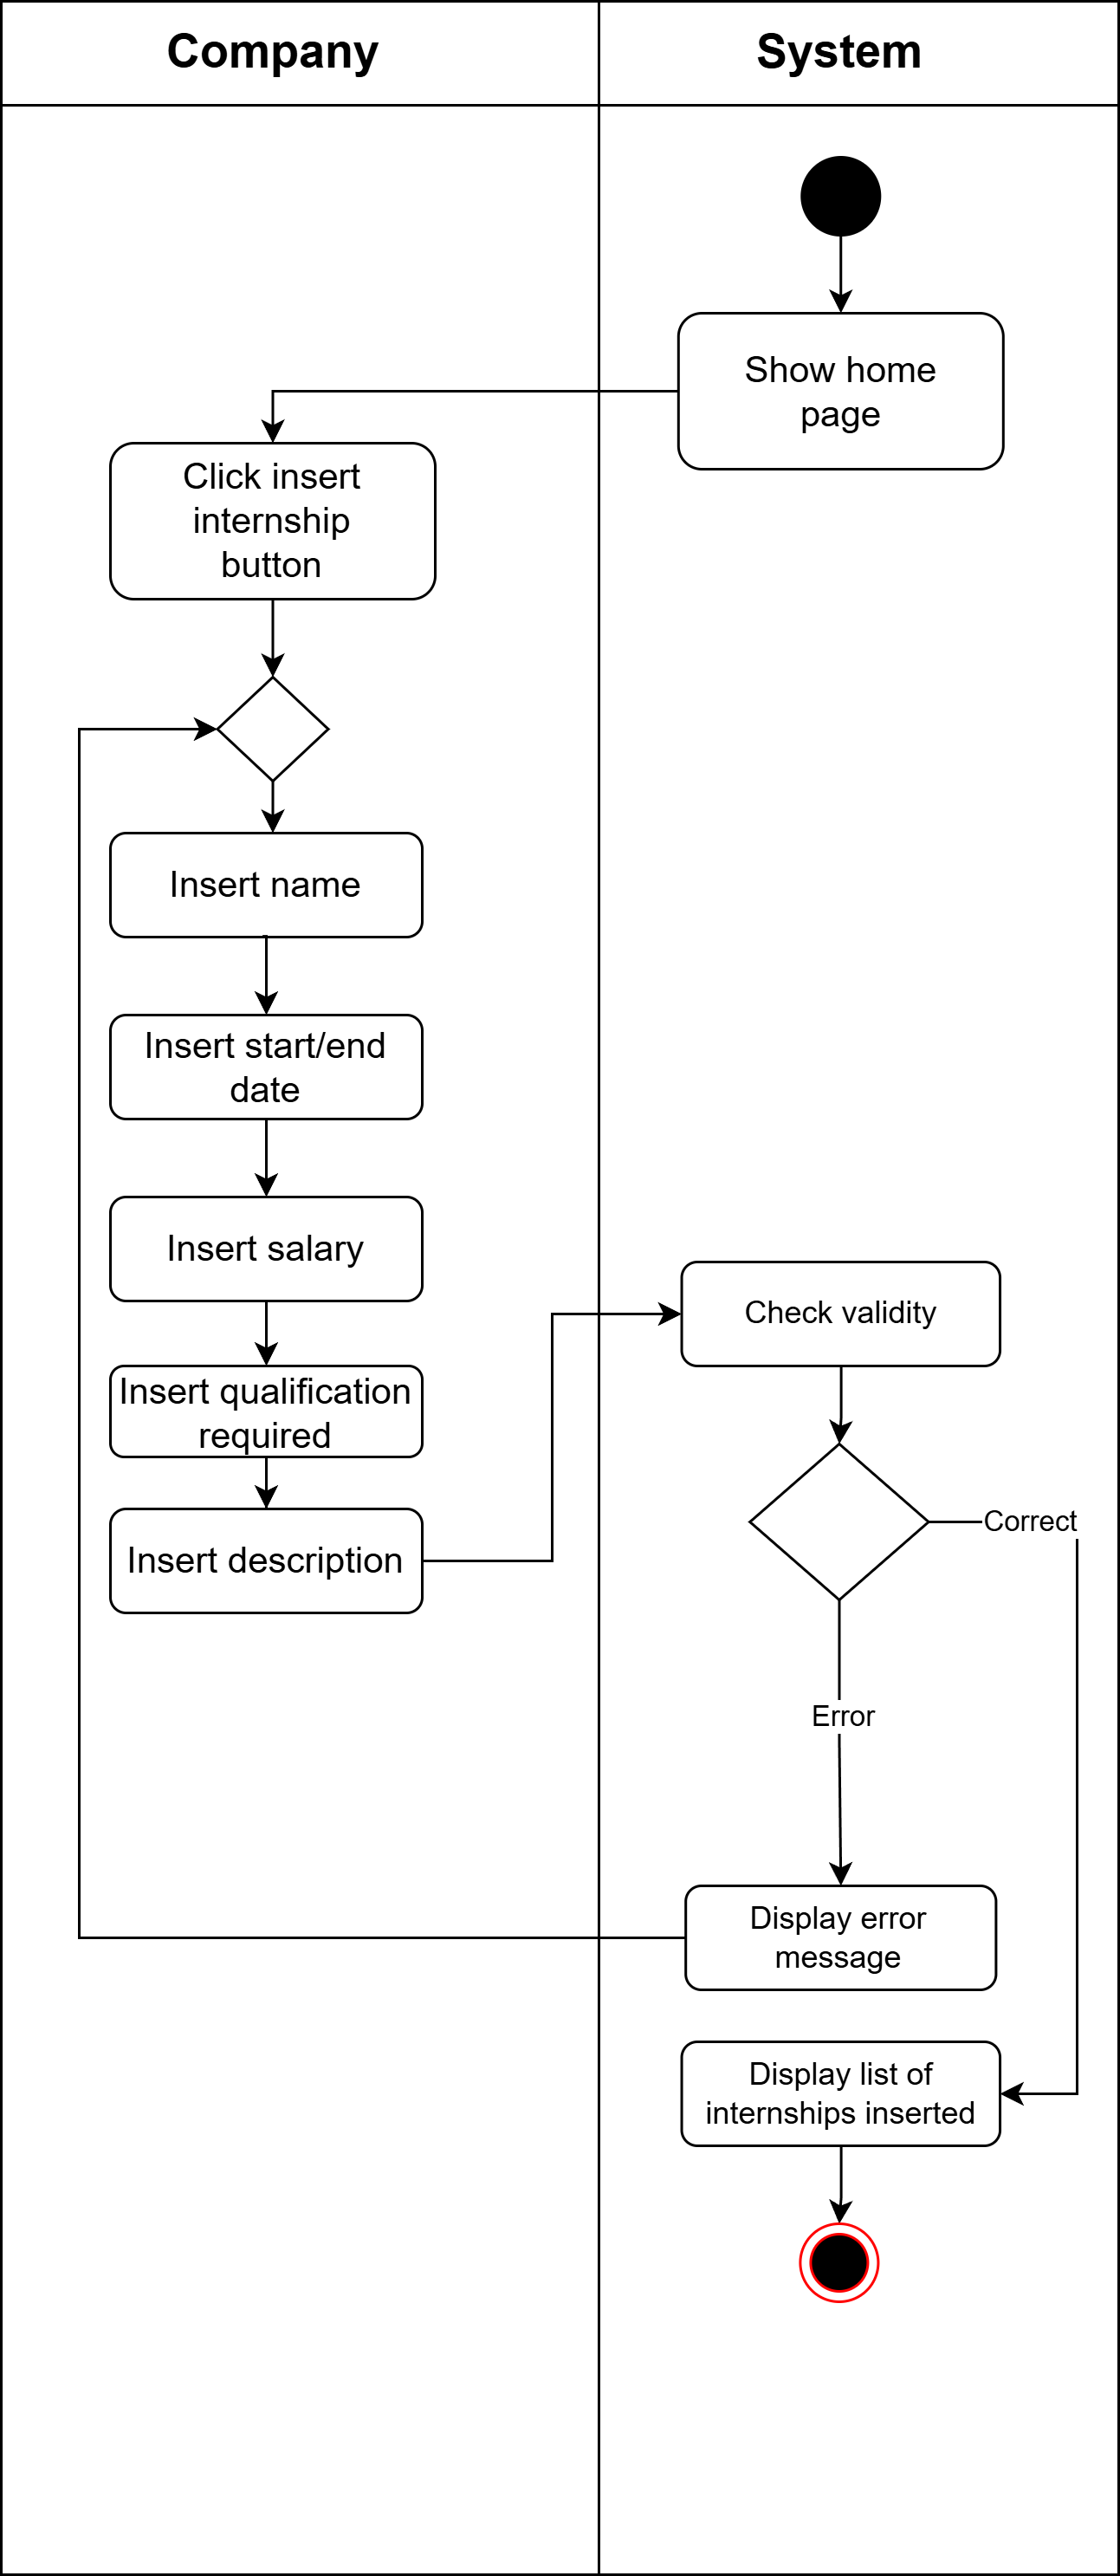 Company
System
Show home
page
Click insert
internship
button
Insert name
Insert start/end
date
Insert salary
Check validity
Insert qualification
required
Correct
Insert description
Error
Display error
message
Display list of
internships inserted